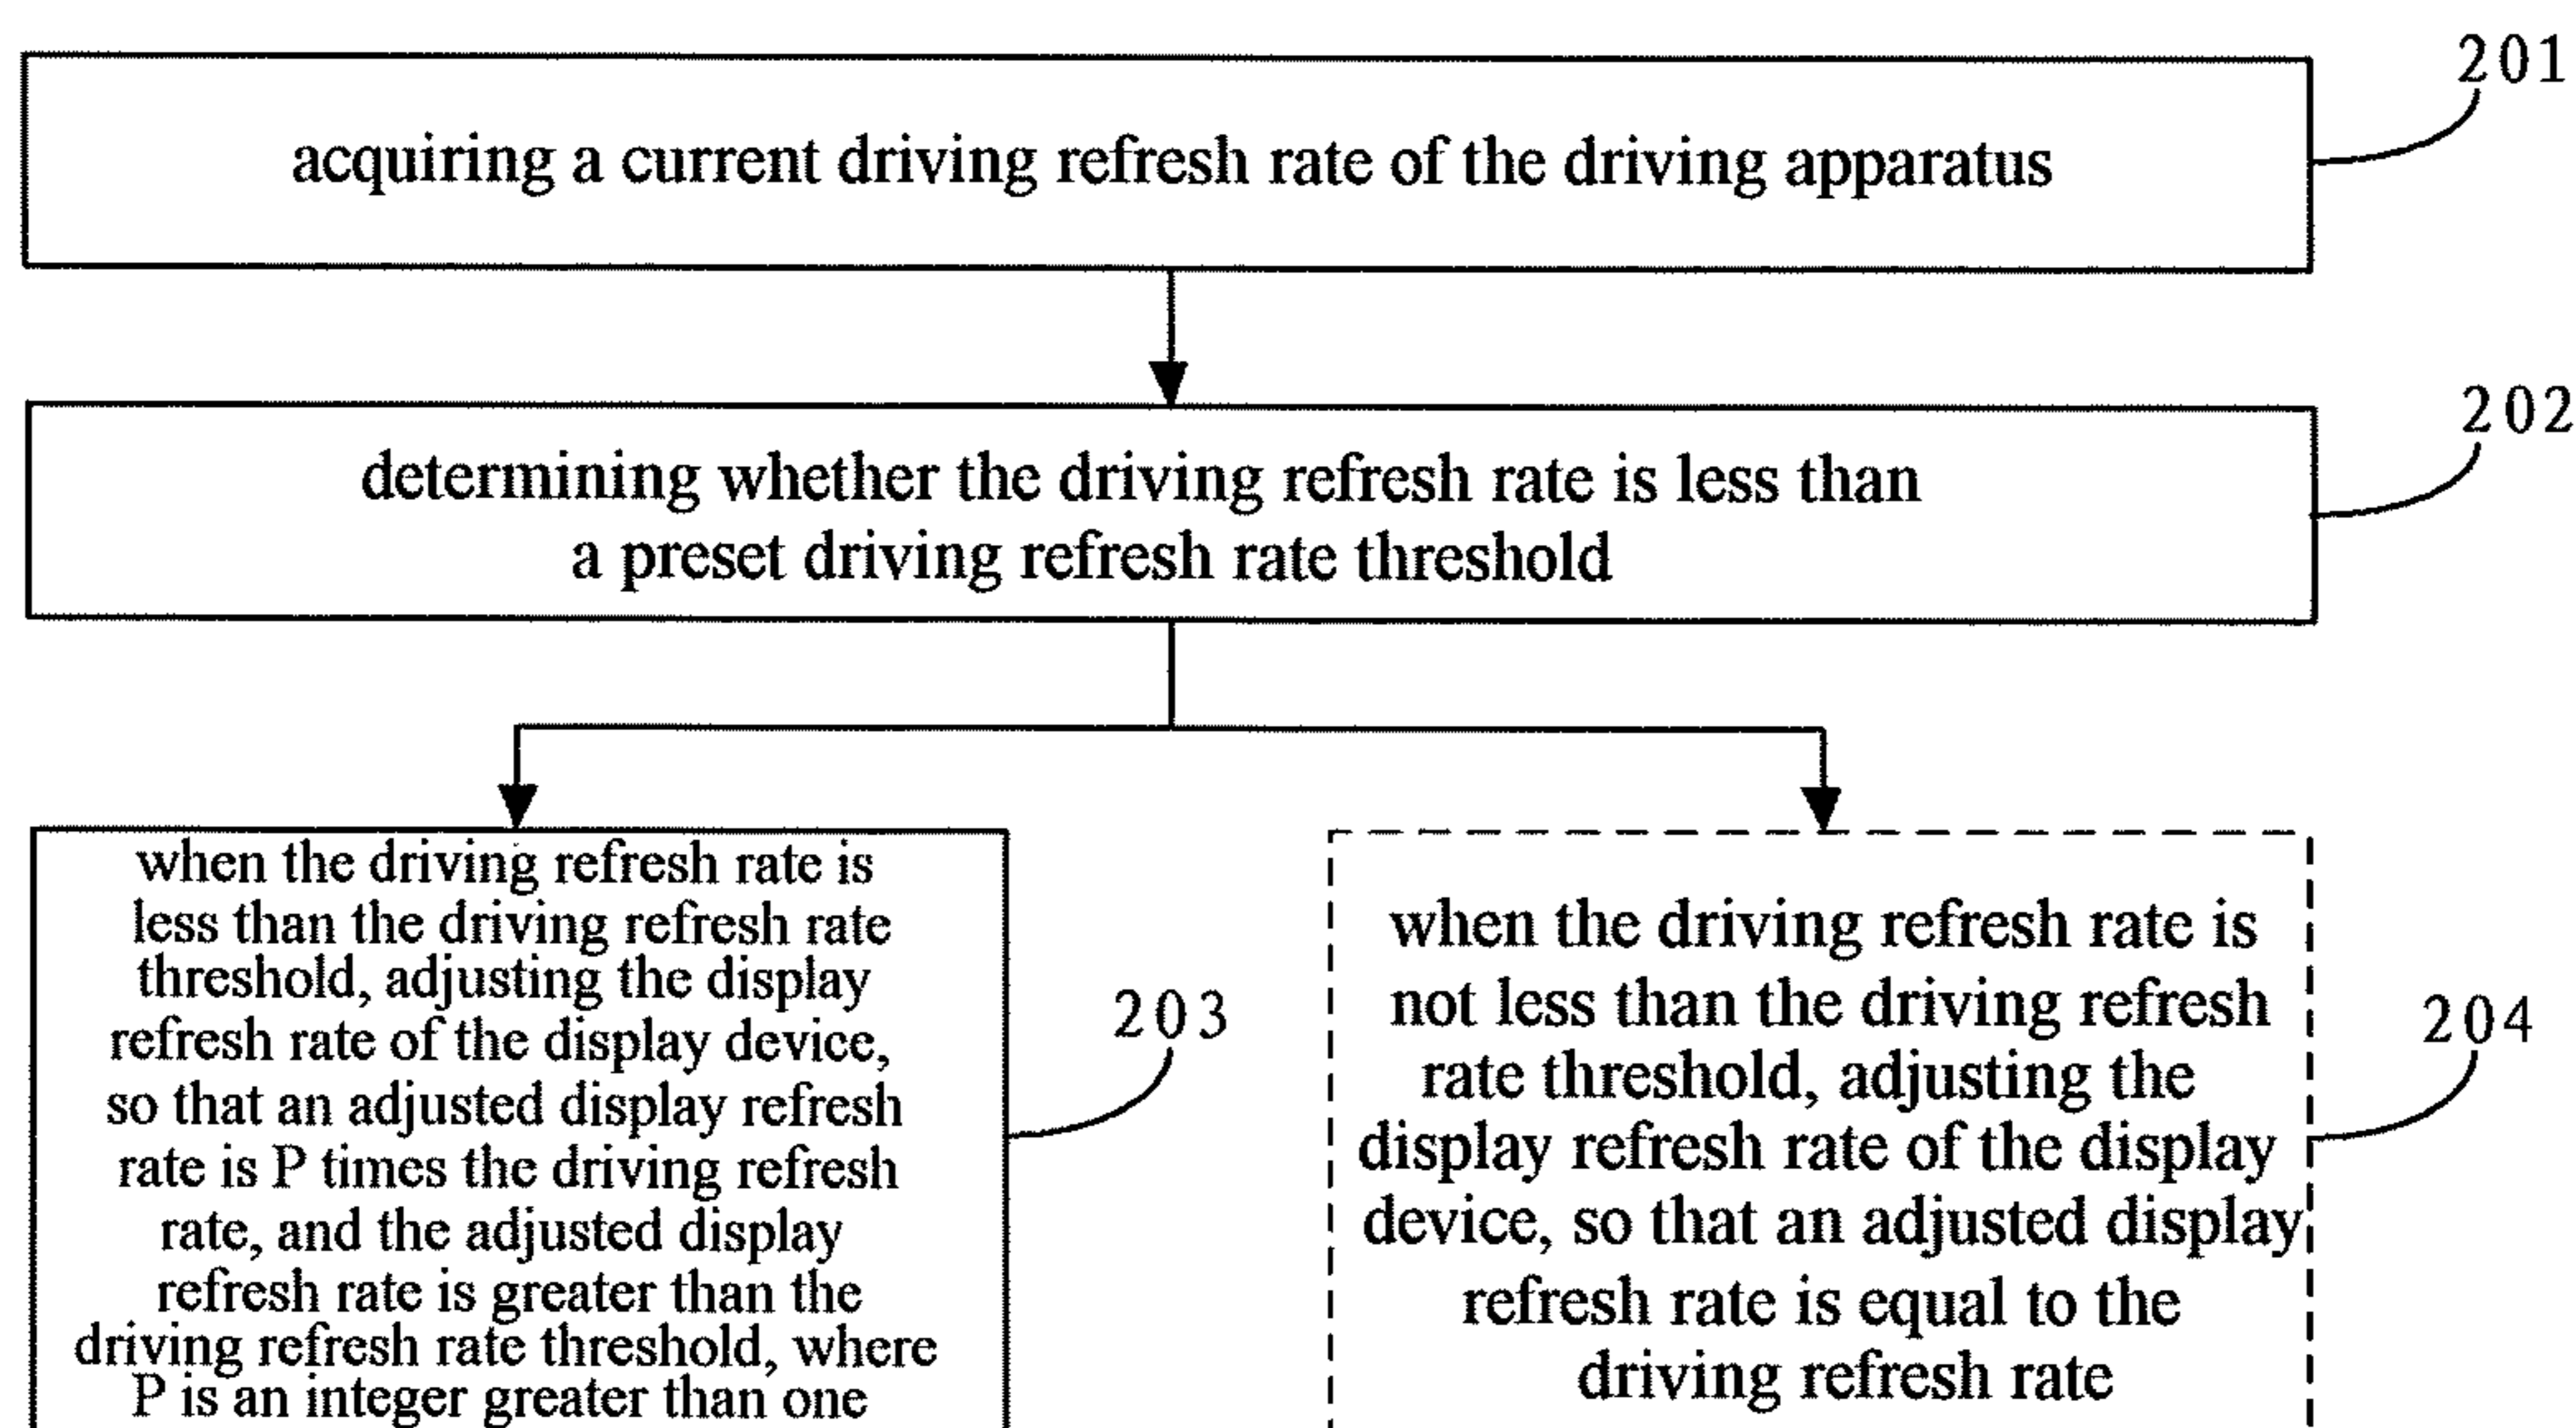 201
acquiring a current driving refresh rate of the driving apparatus
202
determining whether the driving refresh rate is less than
a preset driving refresh rate threshold
when the driving refresh rate is
less than the driving refresh rate
threshold, adjusting the display
refresh rate of the display device,
so that an adjusted display refresh
rate is P times the driving refresh
rate, and the adjusted display
refresh rate is greater than the
driving refresh rate threshold, where
P is an integer greater than one
203
when the driving refresh rate is
not less than the driving refresh
rate threshold, adjusting the
display refresh rate of the display
device, so that an adjusted display
refresh rate is equal to the
driving refresh rate
204